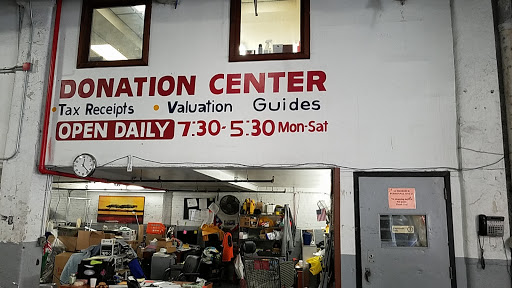 DONATION CENTER
• Tax Receipts • Valuation Guides
OPEN DAILY 7:30-5:30 Mon-Sat